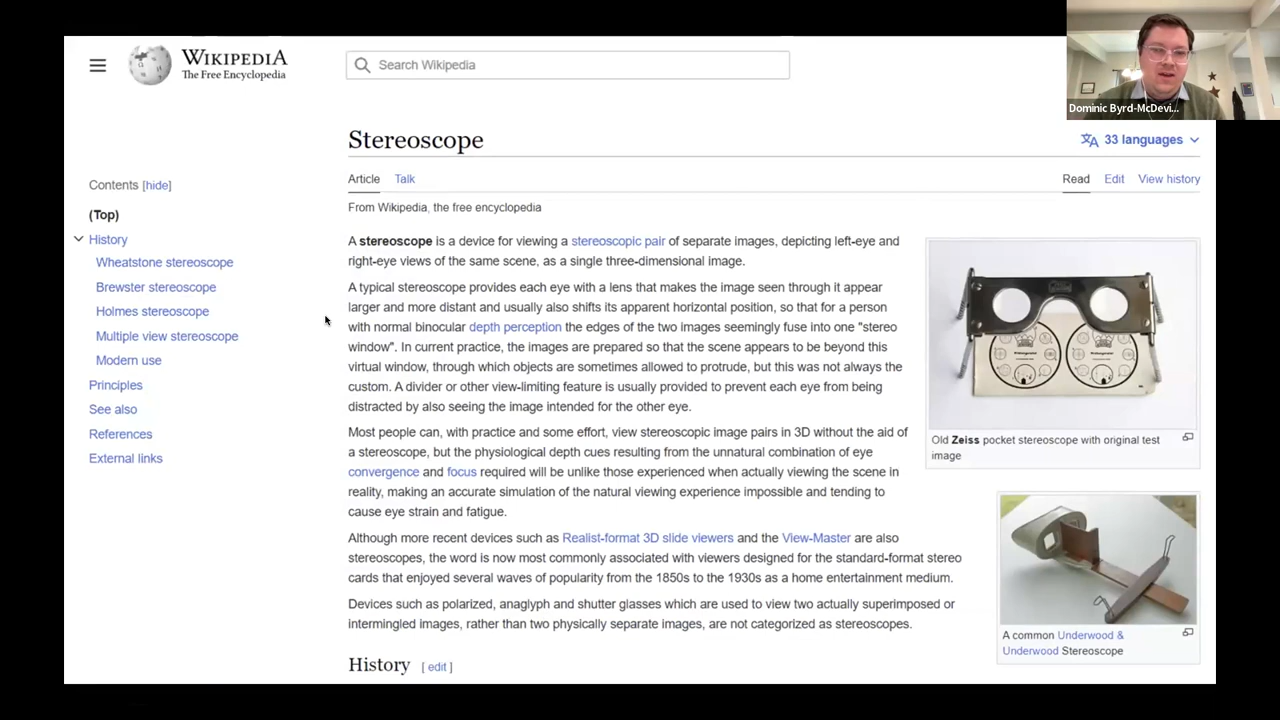 WIKIPEDIA
The Free Encyclopedia
Search Wikipedia
Dominic Byrd-McDevi...
Stereoscope
33 languages
Article Talk
Read Edit View history
From Wikipedia, the free encyclopedia
Contents [hide]
(Top)
History
Wheatstone stereoscope
Brewster stereoscope
Holmes stereoscope
Multiple view stereoscope
Modern use
Principles
See also
References
External links
A stereoscope is a device for viewing a stereoscopic pair of separate images, depicting left-eye and
right-eye views of the same scene, as a single three-dimensional image.
A typical stereoscope provides each eye with a lens that makes the image seen through it appear
larger and more distant and usually also shifts its apparent horizontal position, so that for a person
with normal binocular depth perception the edges of the two images seemingly fuse into one "stereo
window". In current practice, the images are prepared so that the scene appears to be beyond this
virtual window, through which objects are sometimes allowed to protrude, but this was not always the
custom. A divider or other view-limiting feature is usually provided to prevent each eye from being
distracted by also seeing the image intended for the other eye.
Most people can, with practice and some effort, view stereoscopic image pairs in 3D without the aid of
a stereoscope, but the physiological depth cues resulting from the unnatural combination of eye
convergence and focus required will be unlike those experienced when actually viewing the scene in
reality, making an accurate simulation of the natural viewing experience impossible and tending to
cause eye strain and fatigue.
Although more recent devices such as Realist-format 3D slide viewers and the View-Master are also
stereoscopes, the word is now most commonly associated with viewers designed for the standard-format stereo
cards that enjoyed several waves of popularity from the 1850s to the 1930s as a home entertainment medium.
Devices such as polarized, anaglyph and shutter glasses which are used to view two actually superimposed or
intermingled images, rather than two physically separate images, are not categorized as stereoscopes.
History [ edit ]
Old Zeiss pocket stereoscope with original test
image
A common Underwood &
Underwood Stereoscope